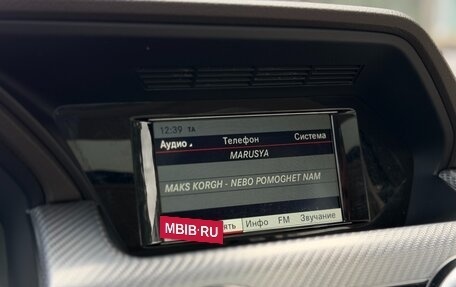 12:39 TA
Аудио Телефон Система
MARUSYA
MAKS KORGH - NEBO POMOGHET NAM
Инфо FM Звучание
MBIB.RU